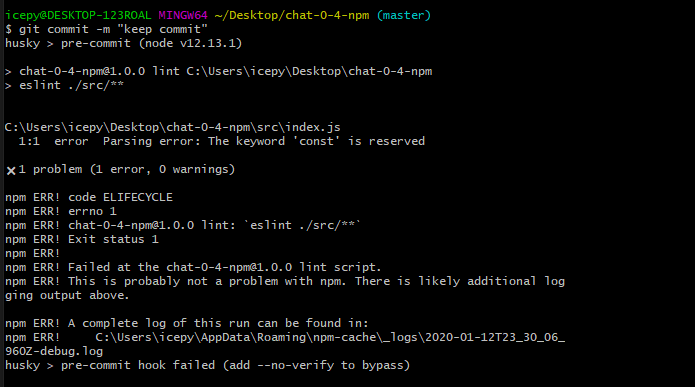 icepy@DESKTOP-123ROAL MINGW64 ~/Desktop/chat-0-4-npm (master)
$ git commit -m "keep commit"
husky > pre-commit (node v12.13.1)
> chat-0-4-npm@1.0.0 lint C:\Users\icepy\Desktop\chat-0-4-npm
> eslint ./src/**
C:\Users\icepy\Desktop\chat-0-4-npm\src\index.js
1:1  error  Parsing error: The keyword 'const' is reserved
×1 problem (1 error, 0 warnings)
npm ERR! code ELIFECYCLE
npm ERR! errno 1
npm ERR! chat-0-4-npm@1.0.0 lint: `eslint ./src/**`
npm ERR! Exit status 1
npm ERR!
npm ERR! Failed at the chat-0-4-npm@1.0.0 lint script.
npm ERR! This is probably not a problem with npm. There is likely additional log
ging output above.
npm ERR! A complete log of this run can be found in:
npm ERR!     C:\Users\icepy\AppData\Roaming\npm-cache\_logs\2020-01-12T23_30_06_
960Z-debug.log
husky > pre-commit hook failed (add --no-verify to bypass)